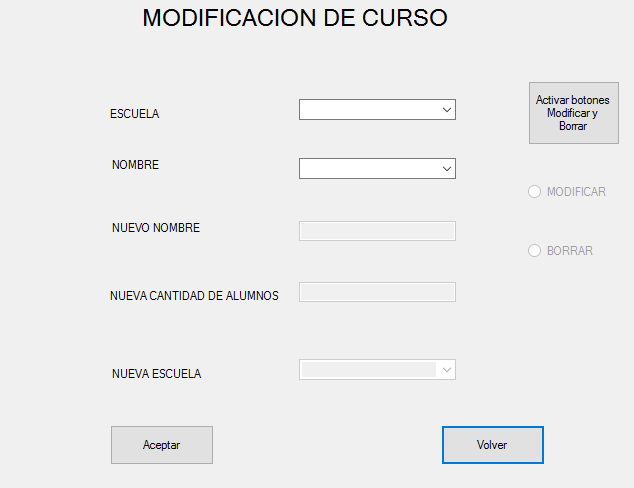 MODIFICACION DE CURSO
ESCUELA
Activar botones
Modificar y
Borrar
NOMBRE
MODIFICAR
NUEVO NOMBRE
BORRAR
NUEVA CANTIDAD DE ALUMNOS
NUEVA ESCUELA
Aceptar
Volver